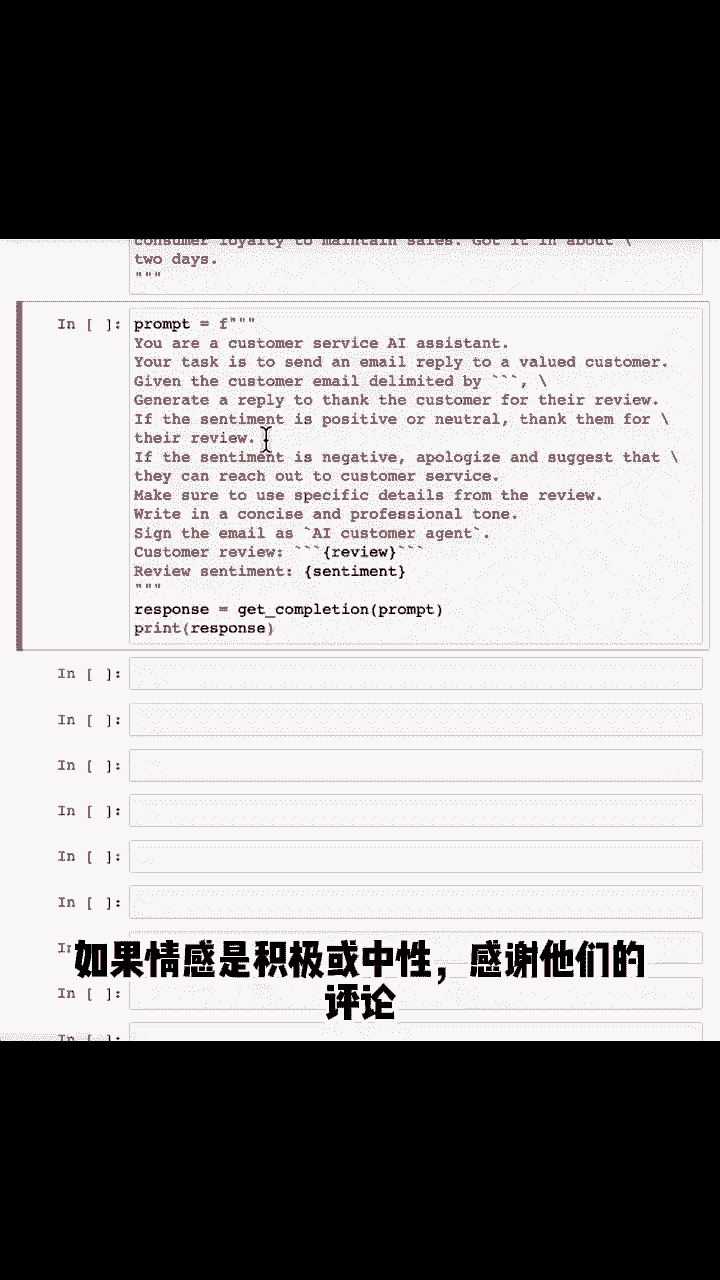 consumer loyalty to maintain sales. Got it in about \
two days.
"""
In [ ]: prompt = f"""
You are a customer service AI assistant.
Your task is to send an email reply to a valued customer.
Given the customer email delimited by ```, \
Generate a reply to thank the customer for their review.
If the sentiment is positive or neutral, thank them for \
their review.
If the sentiment is negative, apologize and suggest that \
they can reach out to customer service.
Make sure to use specific details from the review.
Write in a concise and professional tone.
Sign the email as `AI customer agent`.
Customer review: ```{review}```
Review sentiment: {sentiment}
"""
response = get_completion(prompt)
print(response)
In [ ]:
In [ ]:
In [ ]:
In [ ]:
In [ ]:
In [ ]:
如果情感是积极或中性，感谢他们的
评论
In [ ]: